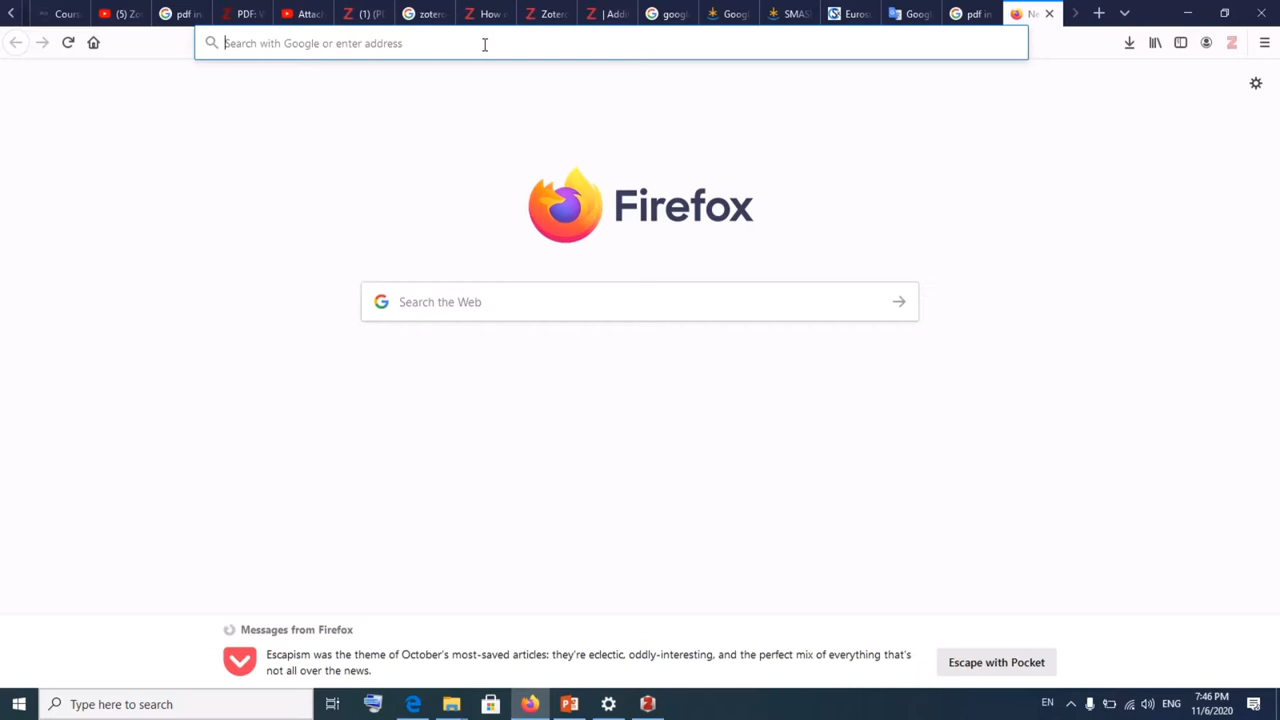 Cours
(5) Zo
pdf in
PDF: V
Attach
(1) (P
zoter
How
Zoter
| Addi
googl
Googl
SMAS
Euros
Googl
pdf in
Ne
Search with Google or enter address
Firefox
Search the Web
Messages from Firefox
Escapism was the theme of October's most-saved articles: they're eclectic, oddly-interesting, and the perfect mix of everything that's
not all over the news.
Escape with Pocket
Type here to search
EN
ENG
7:46 PM
11/6/2020